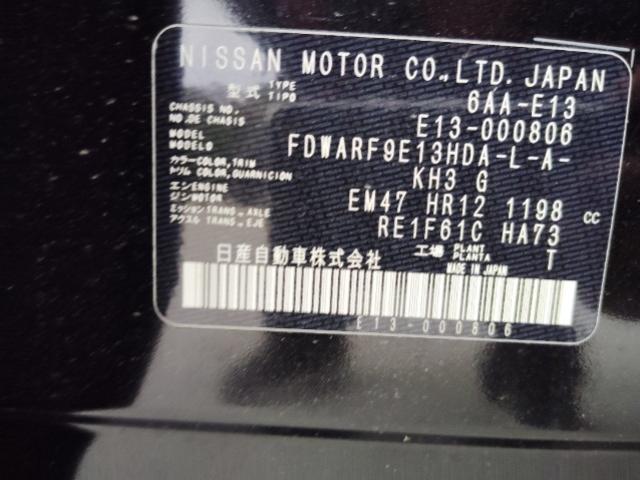 NISSAN MOTOR CO.,LTD. JAPAN
型式 TYPE TIPO 6AA-E13
CHASSIS NO. NO. DE CHASIS E13-000806
MODEL MODELO FDWARF9E13HDA-L-A-
カラー COLOR, TRIM トリム COLOR, GUARNICION KH3 G
エンジン ENGINE MOTOR EM47 HR12 1198 cc
ミッション TRANS., AXLE アクスル TRANS., EJE RE1F61C HA73
日産自動車株式会社 工場 PLANT PLANTA T
MADE IN JAPAN
E13-000806